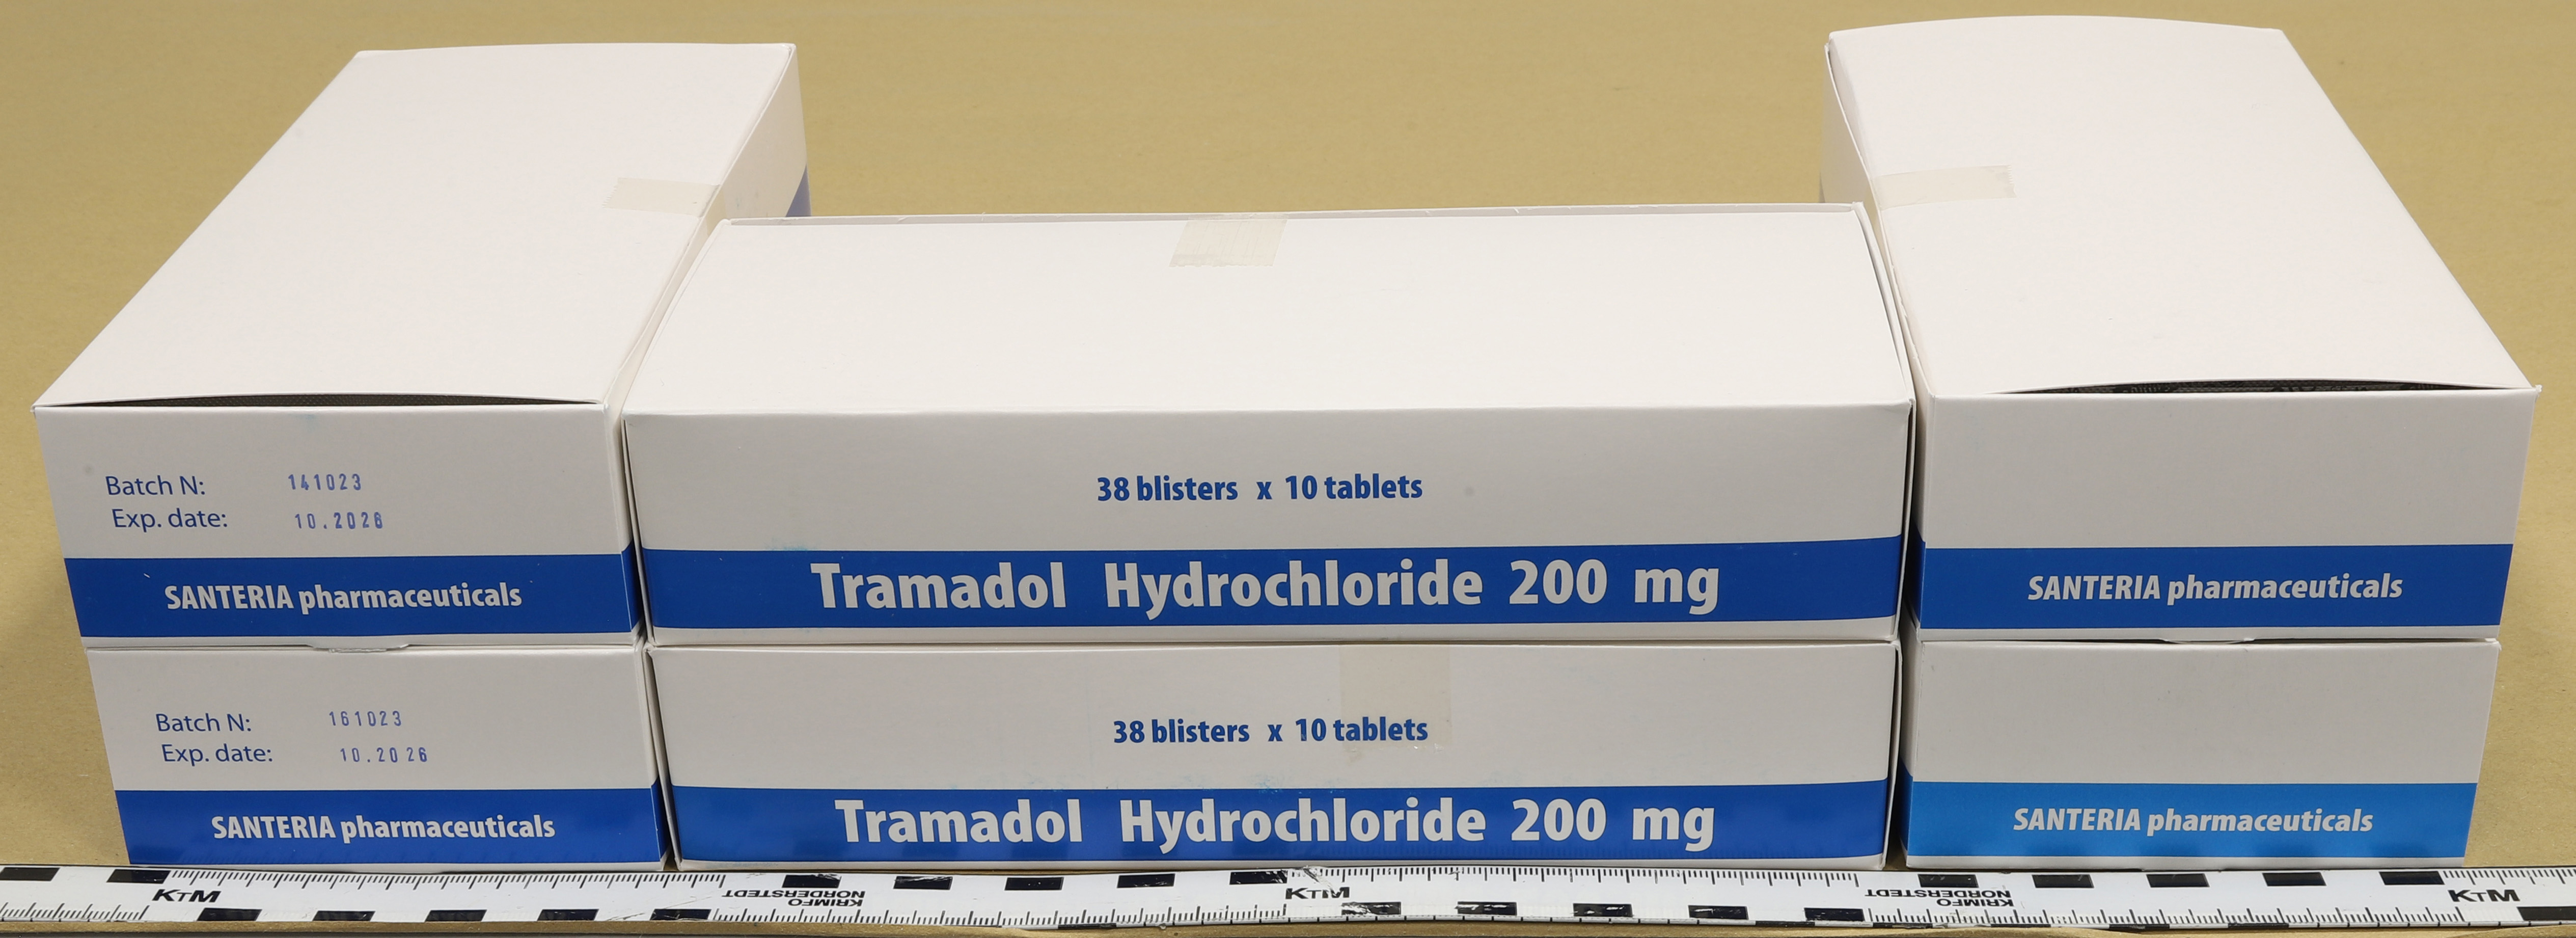 Batch N: 141023
Exp. date: 10.2026
SANTERIA pharmaceuticals
Batch N: 161023
Exp. date: 10.2026
SANTERIA pharmaceuticals
38 blisters x 10 tablets
Tramadol Hydrochloride 200 mg
38 blisters x 10 tablets
Tramadol Hydrochloride 200 mg
SANTERIA pharmaceuticals
SANTERIA pharmaceuticals
KTM
KRIMFO
NORDERSTEDT
KTM
KRIMFO
NORDERSTEDT
KTM